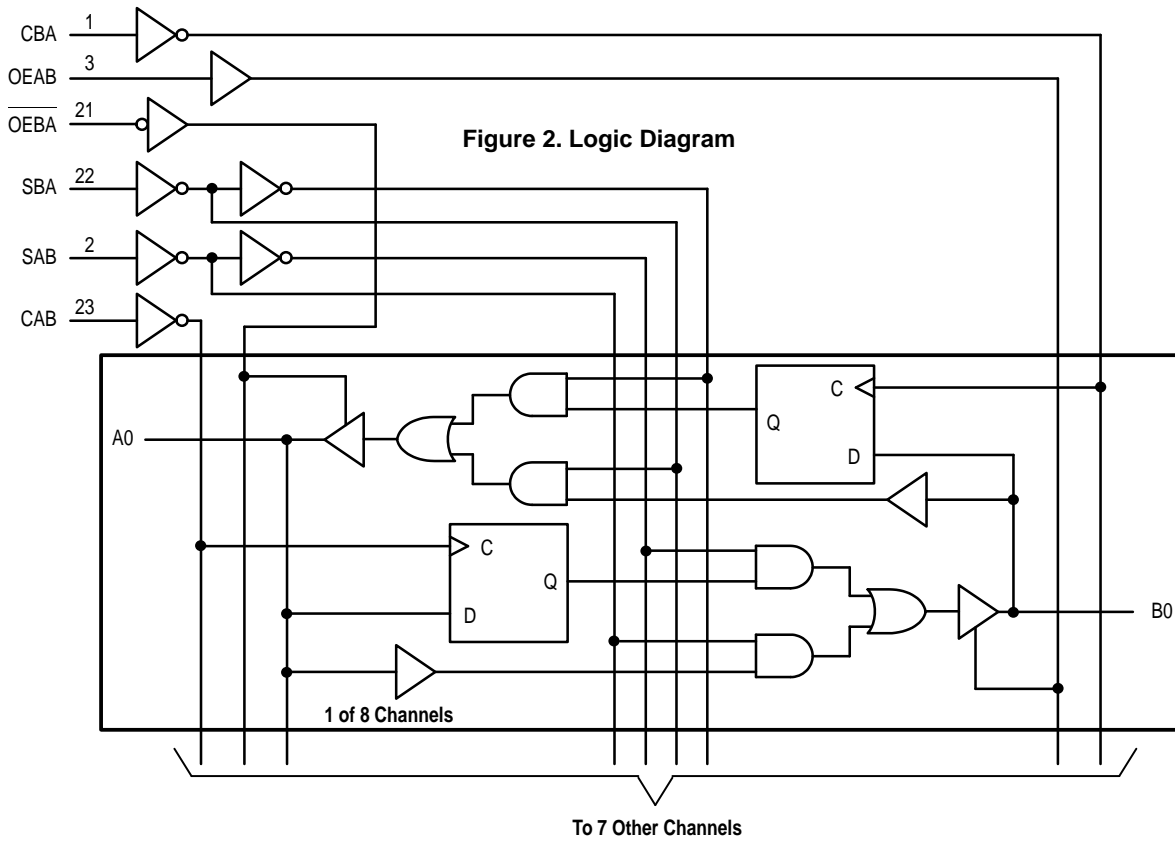 CBA 1
OEAB 3
OEBA 21
Figure 2. Logic Diagram
SBA 22
SAB 2
CAB 23
C
Q
A0
D
C
Q
D
B0
1 of 8 Channels
To 7 Other Channels